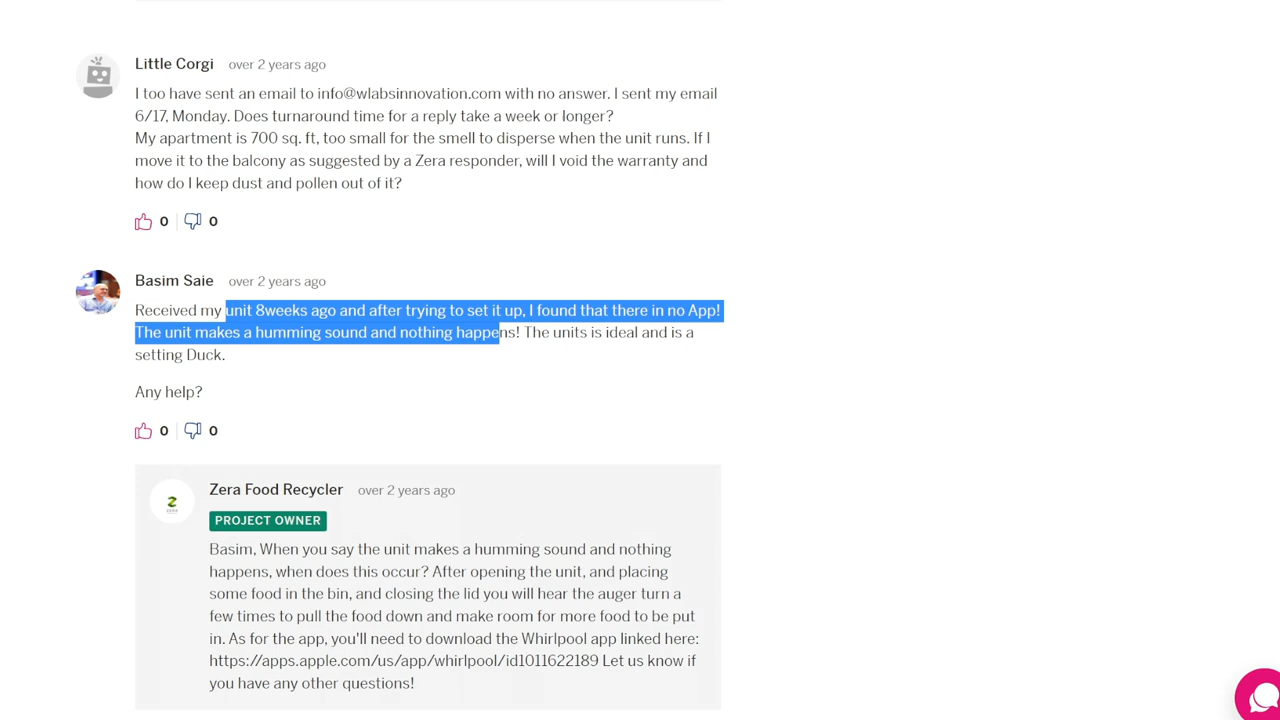 Little Corgi over 2 years ago
I too have sent an email to info@wlabsinnovation.com with no answer. I sent my email
6/17, Monday. Does turnaround time for a reply take a week or longer?
My apartment is 700 sq. ft, too small for the smell to disperse when the unit runs. If I
move it to the balcony as suggested by a Zera responder, will I void the warranty and
how do I keep dust and pollen out of it?
0 0
Basim Saie over 2 years ago
Received my unit 8weeks ago and after trying to set it up, I found that there in no App!
The unit makes a humming sound and nothing happens! The units is ideal and is a
setting Duck.
Any help?
0 0
Zera Food Recycler over 2 years ago
PROJECT OWNER
Basim, When you say the unit makes a humming sound and nothing
happens, when does this occur? After opening the unit, and placing
some food in the bin, and closing the lid you will hear the auger turn a
few times to pull the food down and make room for more food to be put
in. As for the app, you'll need to download the Whirlpool app linked here:
https://apps.apple.com/us/app/whirlpool/id1011622189 Let us know if
you have any other questions!